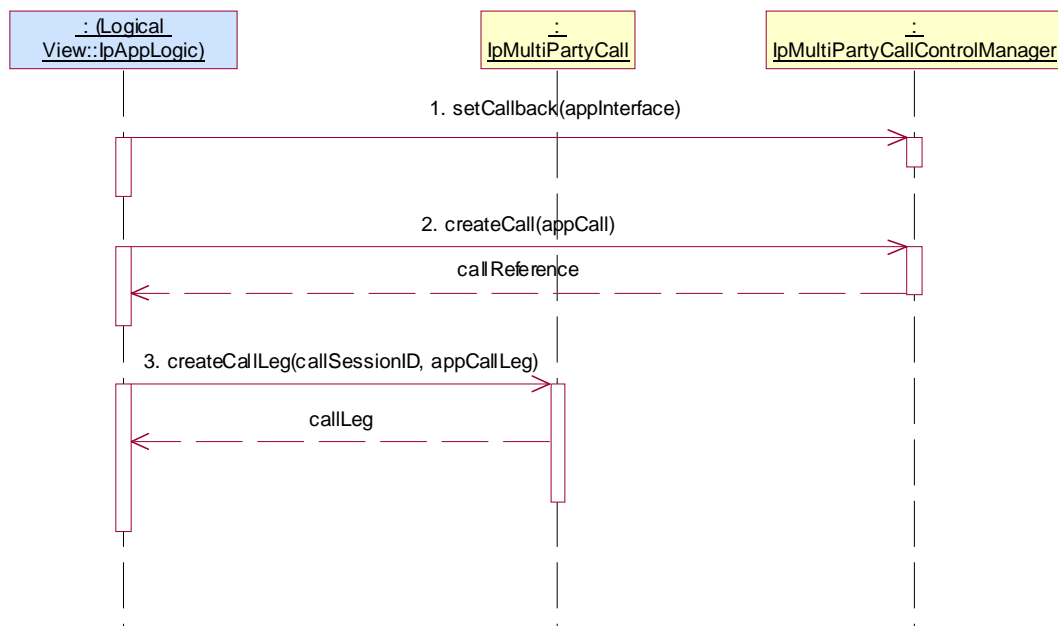 : (Logical
View::IpAppLogic)
:
IpMultiPartyCall
:
IpMultiPartyCallControlManager
1. setCallback(appInterface)
2. createCall(appCall)
callReference
3. createCallLeg(callSessionID, appCallLeg)
callLeg